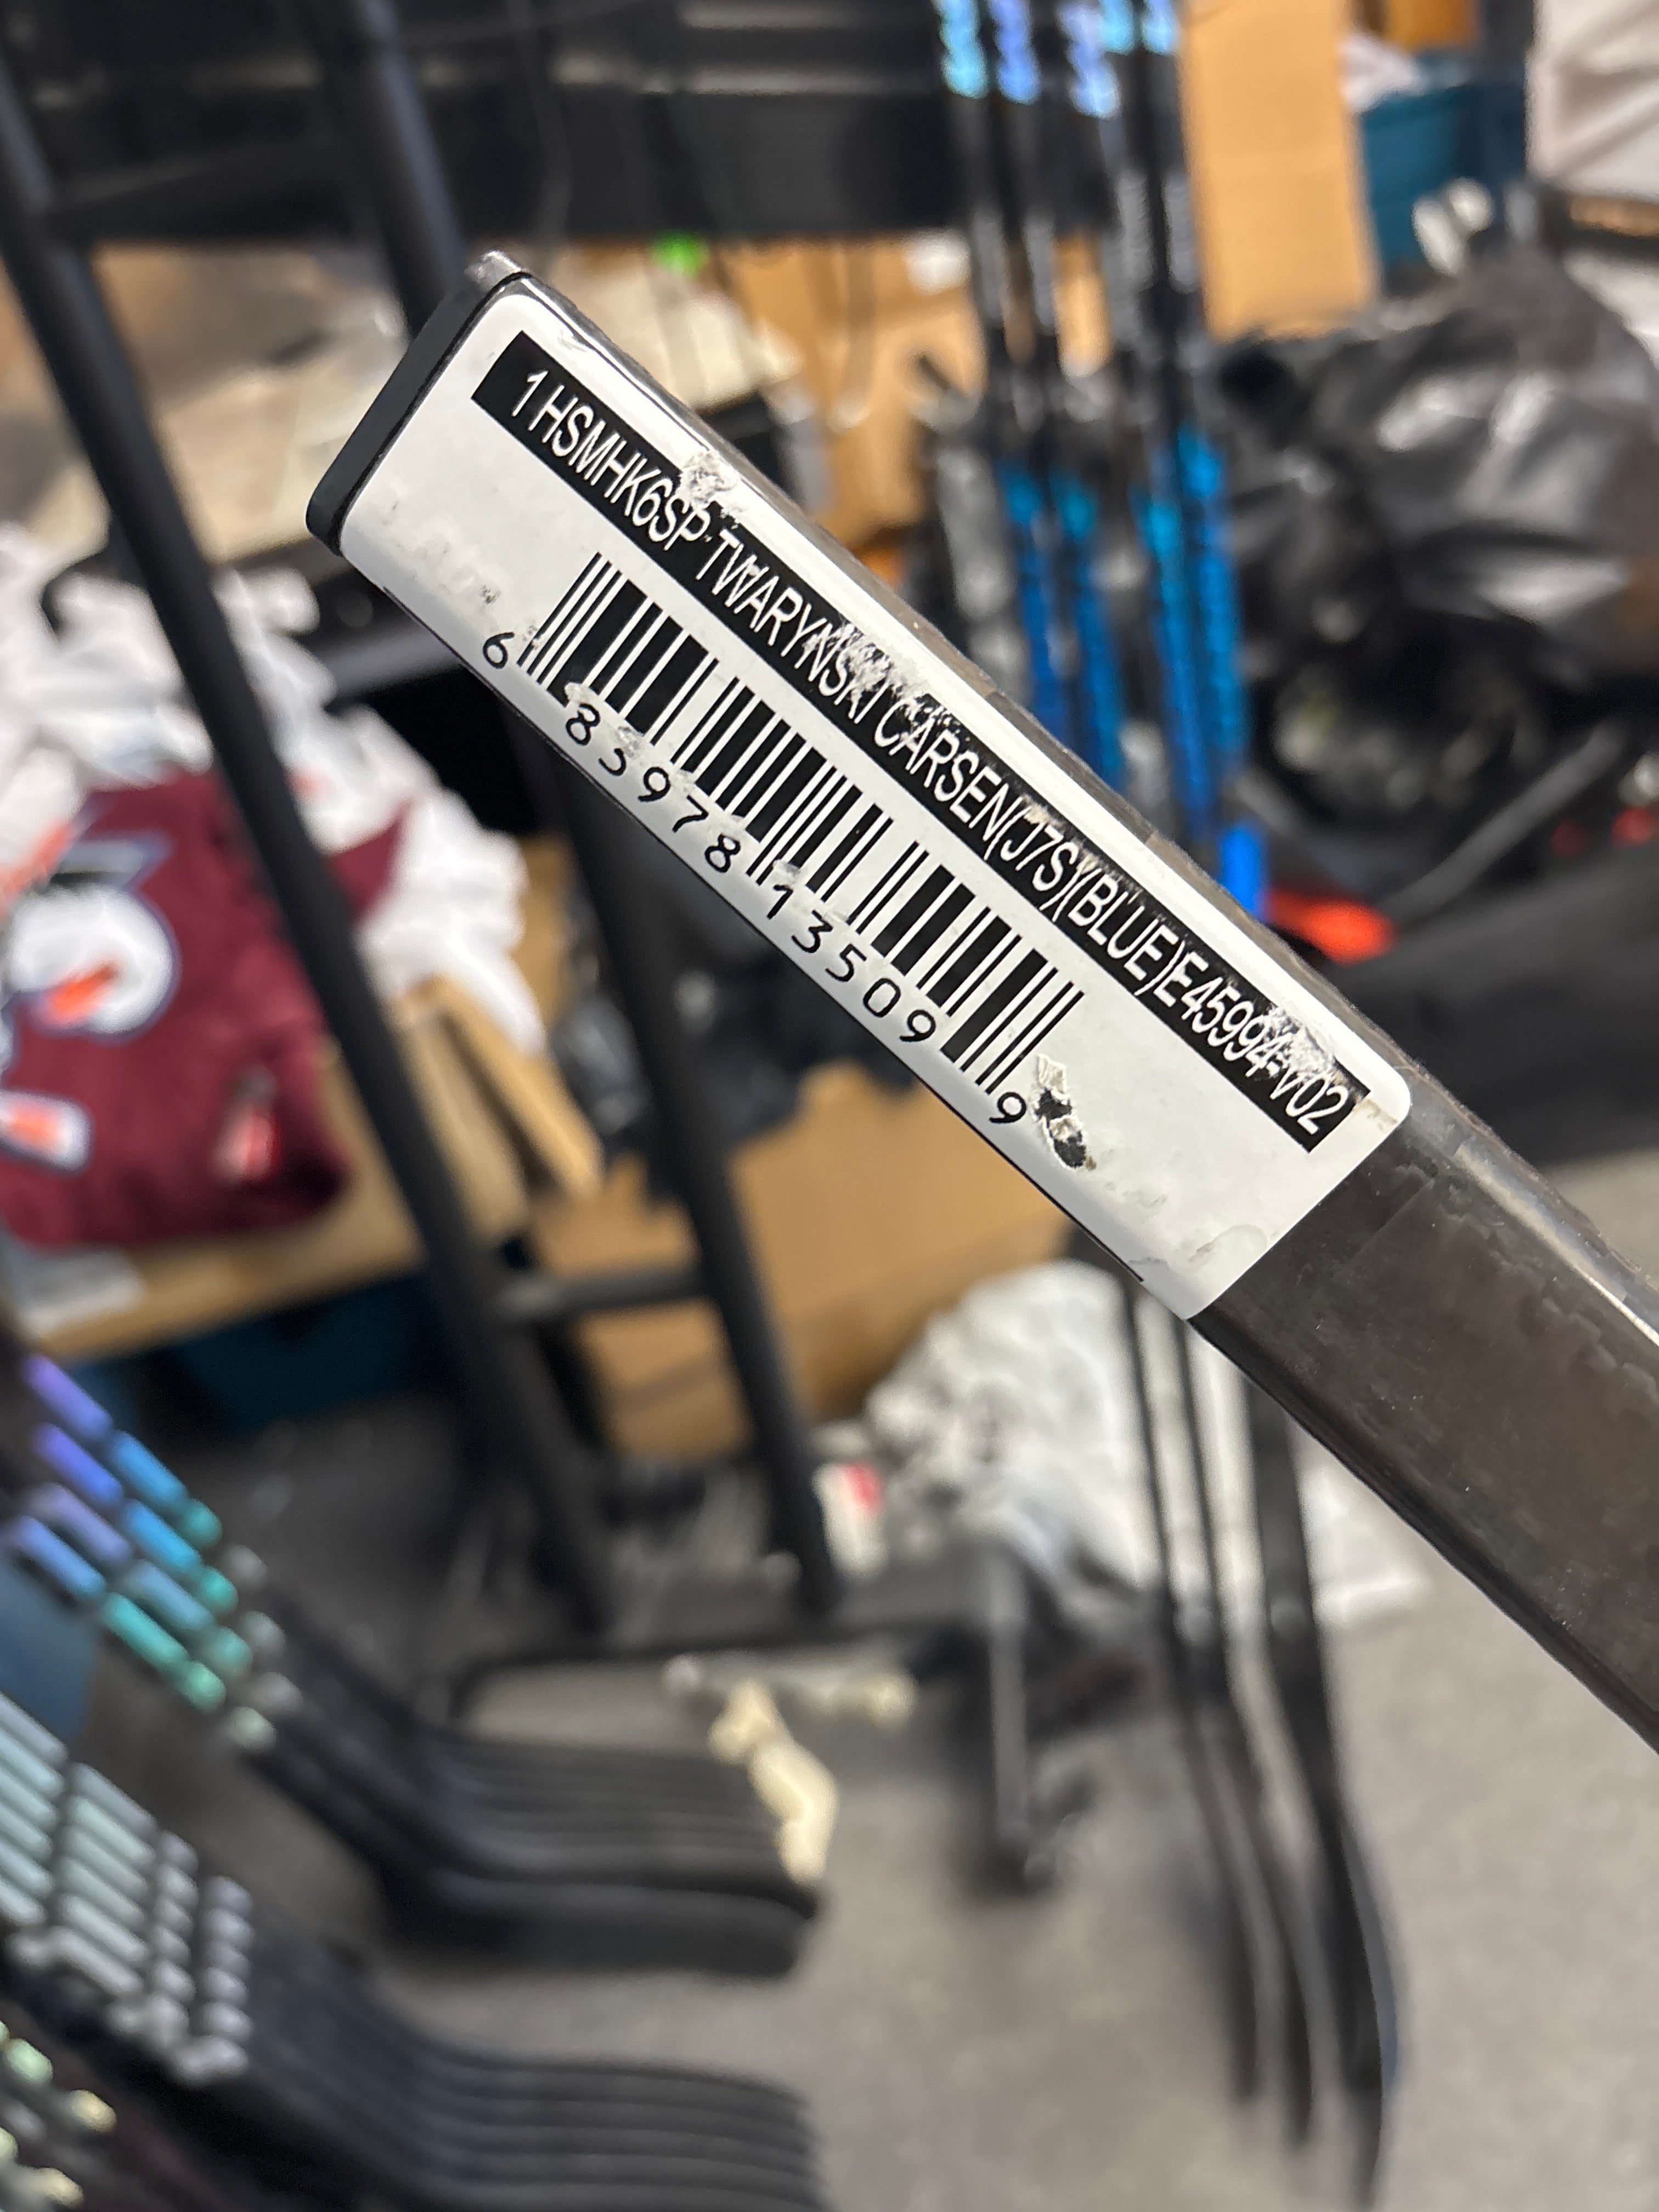 1 HSMHK6SP TWARYNSKI CARSEN(J7S)(BLUE)E45994-v02
6 83978 13509 9